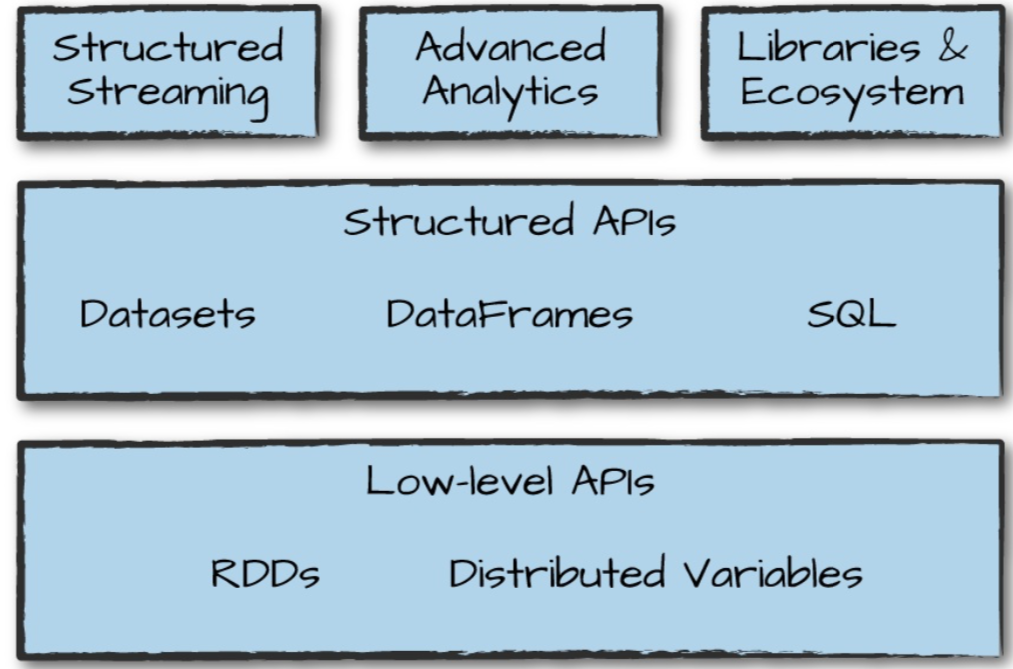 Structured
Streaming
Advanced
Analytics
Libraries &
Ecosystem
Structured APIs
Datasets DataFrames SQL
Low-level APIs
RDDs Distributed Variables